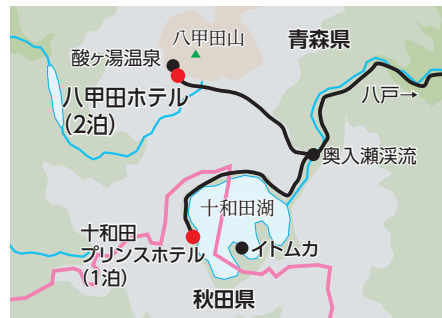 八甲田山
青森県
酸ヶ湯温泉
八甲田ホテル
(2泊)
八戸→
奥入瀬渓流
十和田湖
十和田
プリンスホテル
(1泊)
イトムカ
秋田県